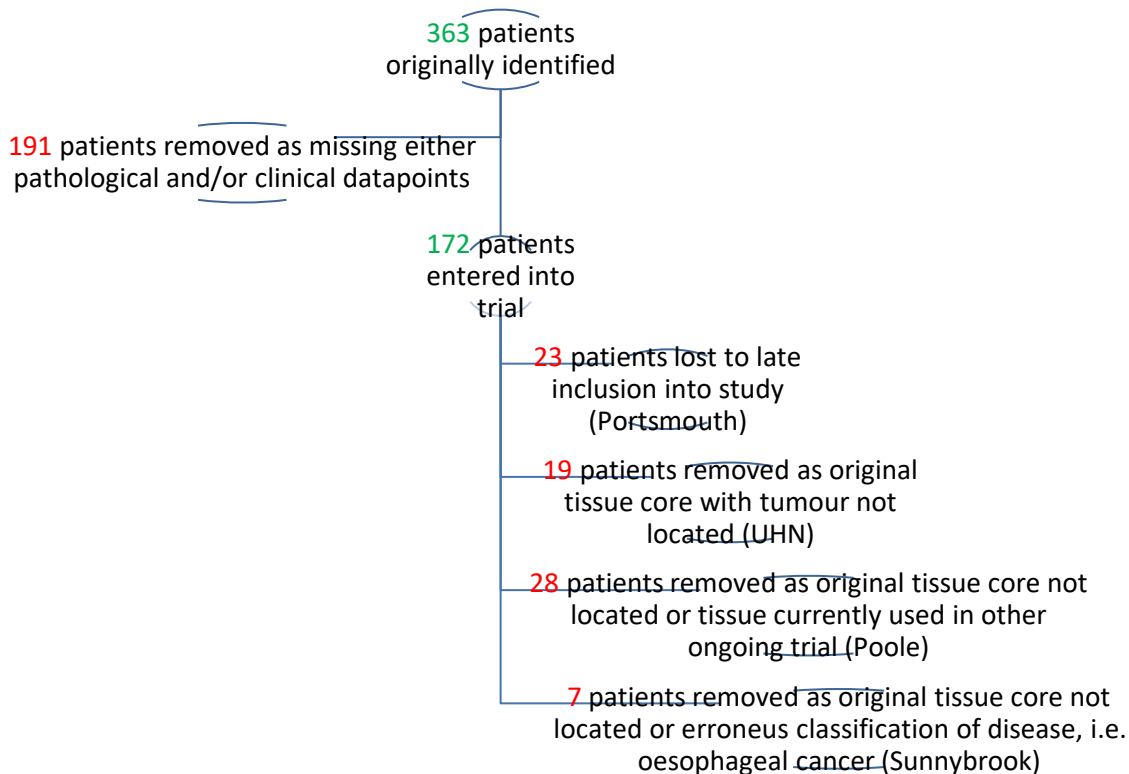 363 patients
originally identified
191 patients removed as missing either
pathological and/or clinical datapoints
172 patients
entered into
trial
23 patients lost to late
inclusion into study
(Portsmouth)
19 patients removed as original
tissue core with tumour not
located (UHN)
28 patients removed as original tissue core not
located or tissue currently used in other
ongoing trial (Poole)
7 patients removed as original tissue core not
located or erroneus classification of disease, i.e.
oesophageal cancer (Sunnybrook)